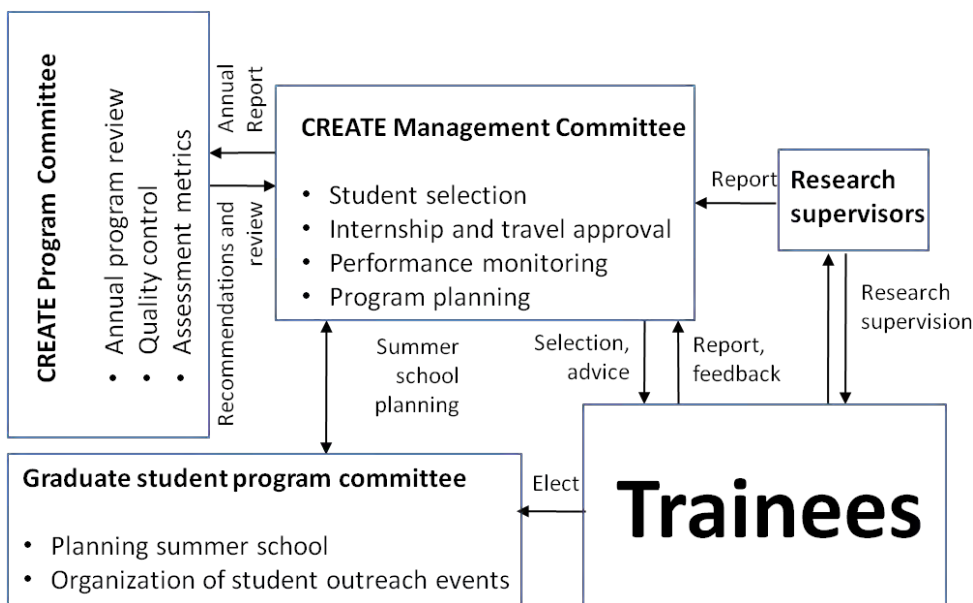 CREATE Program Committee
• Annual program review
• Quality control
• Assessment metrics
Annual
Report
Recommendations and
review
CREATE Management Committee
• Student selection
• Internship and travel approval
• Performance monitoring
• Program planning
Report
Research
supervisors
Research
supervision
Summer
school
planning
Selection,
advice
Report,
feedback
Graduate student program committee
• Planning summer school
• Organization of student outreach events
Elect
Trainees